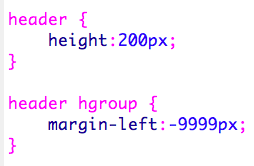 header {
    height:200px;
}

header hgroup {
    margin-left:-9999px;
}